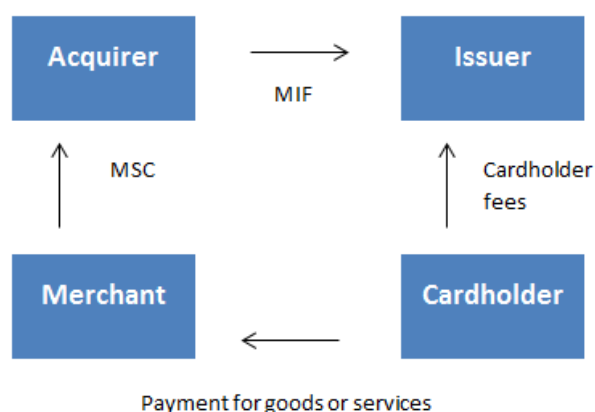 Acquirer
Issuer
MIF
MSC
Cardholder
fees
Merchant
Cardholder
Payment for goods or services